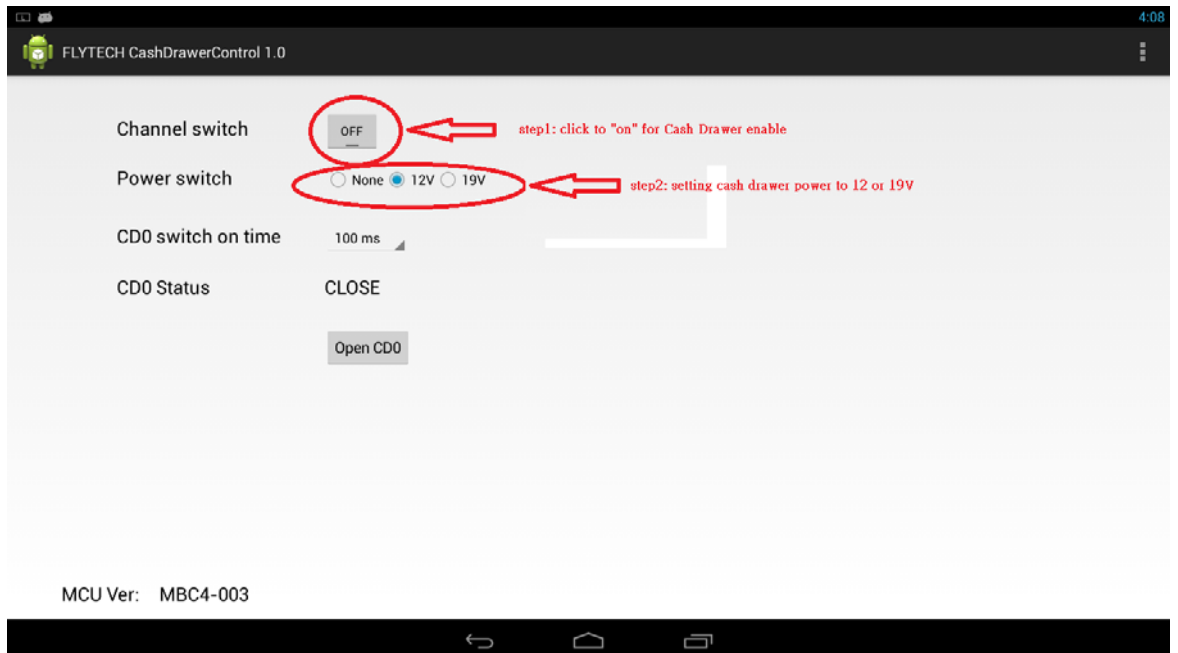 4:08
FLYTECH CashDrawerControl 1.0
Channel switch OFF step1: click to "on" for Cash Drawer enable
Power switch None 12V 19V step2: setting cash drawer power to 12 or 19V
CD0 switch on time 100 ms
CD0 Status CLOSE
Open CD0
MCU Ver: MBC4-003